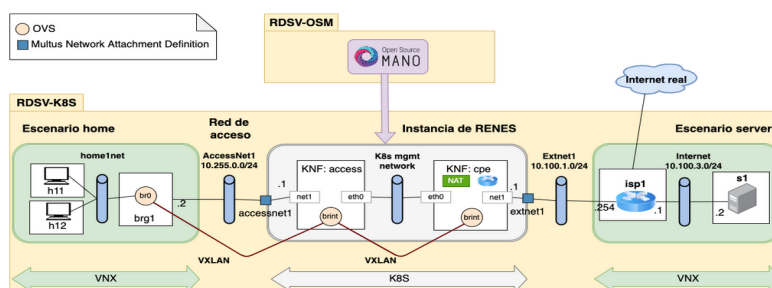 OVS
Multus Network Attachment Definition
RDSV-OSM
Open Source
MANO
Internet real
RDSV-K8S
Escenario home
Red de
acceso
Instancia de RENES
Escenario server
home1net
AccessNet1
10.255.0.0/24
KNF: access
K8s mgmt
network
KNF: cpe
NAT
Extnet1
10.100.1.0/24
Internet
10.100.3.0/24
h11
h12
br0
brg1
.2
accessnet1
.1
net1
eth0
brint
eth0
net1
brint
.1
extnet1
.254
isp1
.1
.2
s1
VXLAN
VXLAN
VNX
K8S
VNX